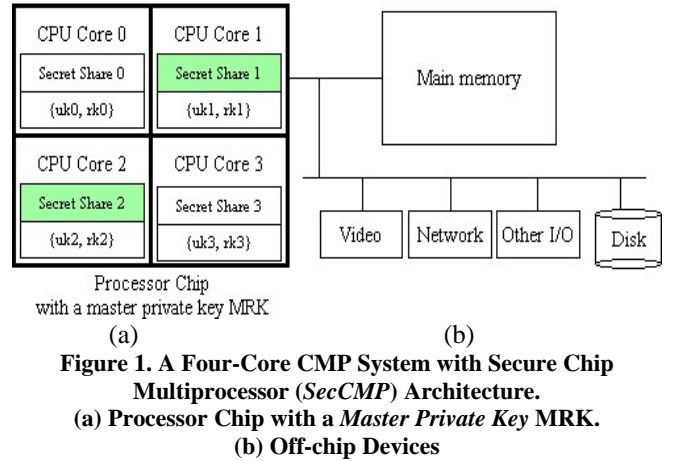 CPU Core 0
CPU Core 1
Secret Share 0
Secret Share 1
{uk0, rk0}
{uk1, rk1}
CPU Core 2
CPU Core 3
Secret Share 2
Secret Share 3
{uk2, rk2}
{uk3, rk3}
Processor Chip
with a master private key MRK
Main memory
Video
Network
Other I/O
Disk
(a)
(b)
Figure 1. A Four-Core CMP System with Secure Chip
Multiprocessor (SecCMP) Architecture.
(a) Processor Chip with a Master Private Key MRK.
(b) Off-chip Devices